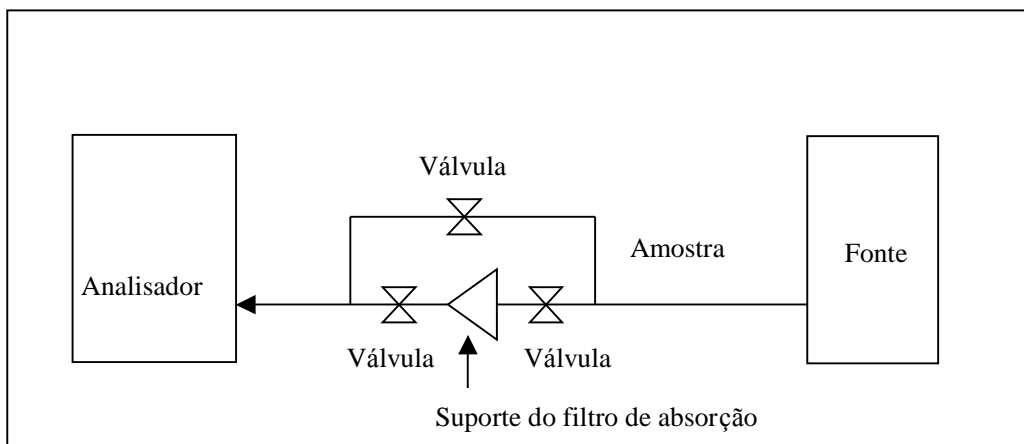 Válvula
Amostra
Fonte
Analisador
Válvula
Válvula
Suporte do filtro de absorção